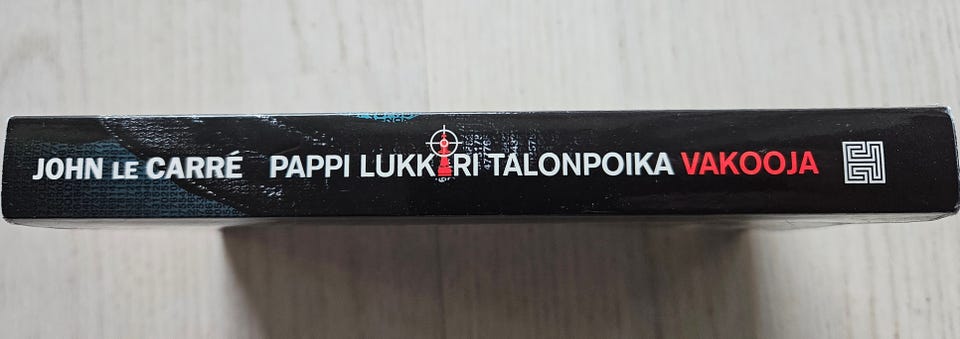 JOHN LE CARRÉ PAPPI LUKKARI TALONPOIKA VAKOOJA